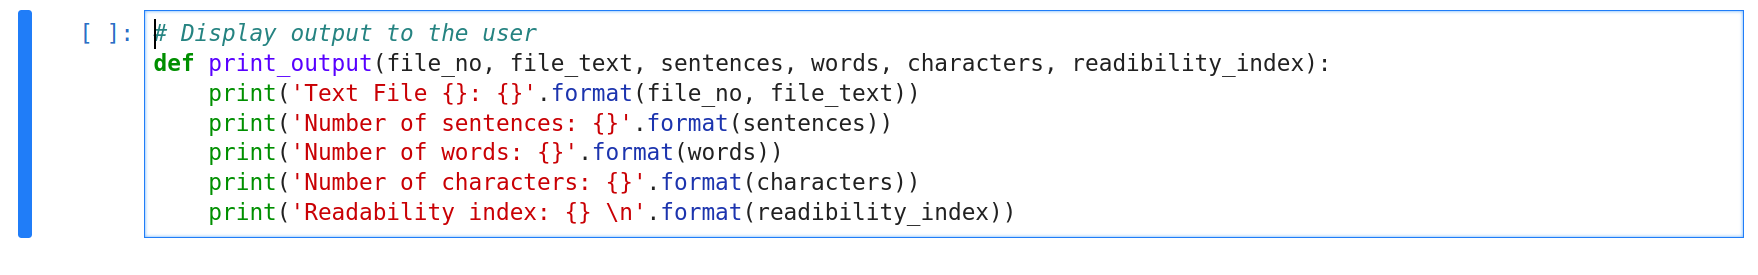 [ ]: # Display output to the user
def print_output(file_no, file_text, sentences, words, characters, readibility_index):
    print('Text File {}: {}'.format(file_no, file_text))
    print('Number of sentences: {}'.format(sentences))
    print('Number of words: {}'.format(words))
    print('Number of characters: {}'.format(characters))
    print('Readability index: {} \n'.format(readibility_index))